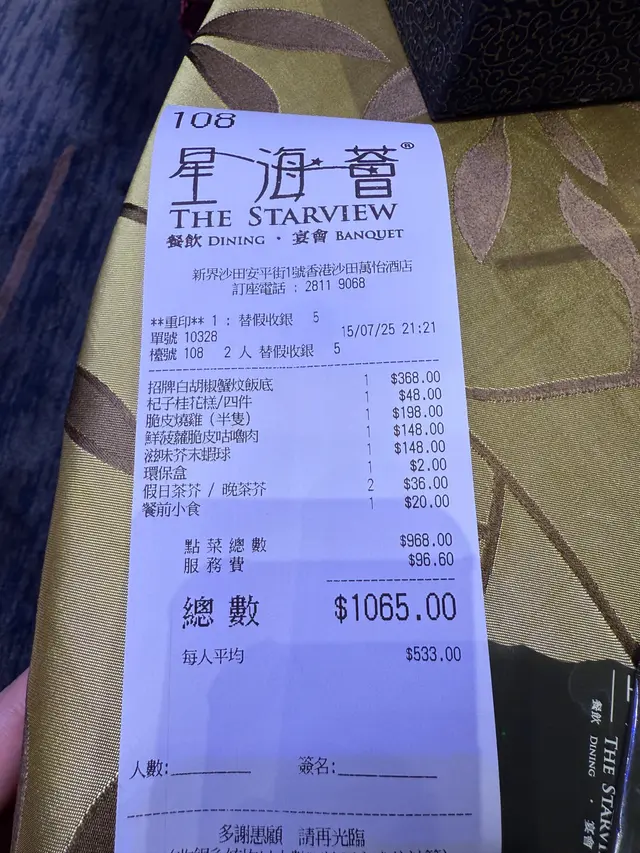 108
星海薈®
THE STARVIEW
餐飲 DINING · 宴會 BANQUET
新界沙田安平街1號香港沙田萬怡酒店
訂座電話 : 2811 9068
**重印** 1 : 替假收銀 5
單號 10328 15/07/25 21:21
檯號 108 2 人 替假收銀 5
招牌白胡椒蟹炆飯底 1 $368.00
杞子桂花糕/四件 1 $48.00
脆皮燒雞 (半隻) 1 $198.00
鮮菠蘿脆皮咕嚕肉 1 $148.00
滋味芥末蝦球 1 $148.00
環保盒 1 $2.00
假日茶芥 / 晚茶芥 2 $36.00
餐前小食 1 $20.00
點菜總數 $968.00
服務費 $96.60
總數 $1065.00
每人平均 $533.00
人數:________ 簽名:__________
多謝惠顧 請再光臨
餐飲 DINING · 宴會
THE STARVI